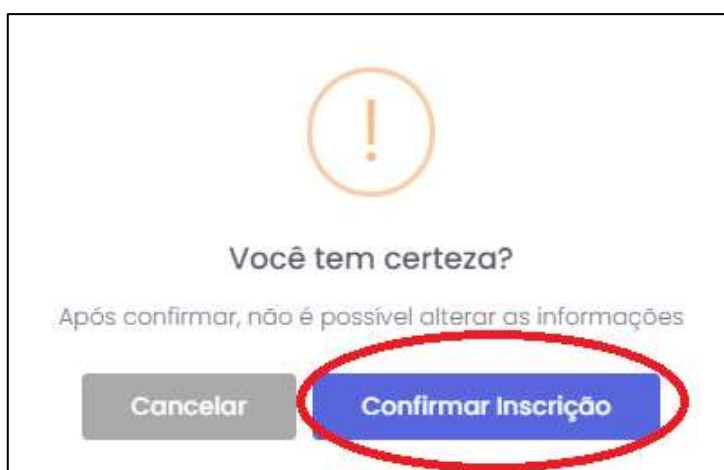 !
Você tem certeza?
Após confirmar, não é possível alterar as informações
Cancelar
Confirmar Inscrição